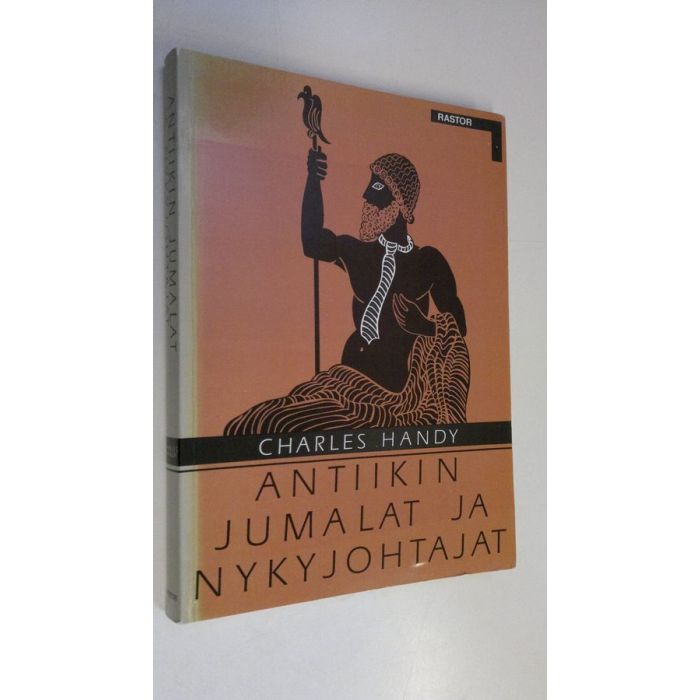 RASTOR
CHARLES HANDY
ANTIIKIN
JUMALAT JA
NYKYJOHTAJAT
ANTIIKIN JUMALAT